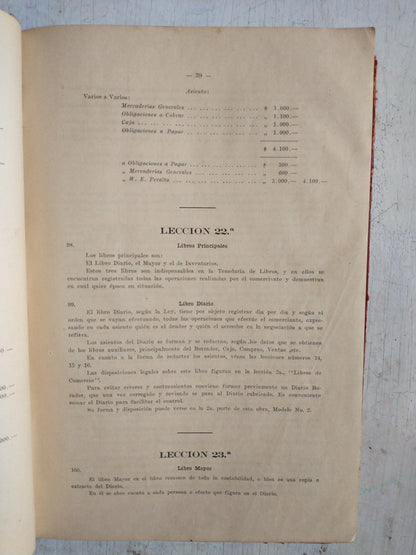 — 39 —
Asiento:
Varios a Varios:
Mercaderías Generales $ 1.000.—
Obligaciones a Cobrar „ 1.100.—
Caja „ 1.000.—
Obligaciones a Pagar „ 1.000.—
$ 4.100.—
a Obligaciones a Pagar $ 500.—
„ Mercaderías Generales „ 600.—
„ W. E. Peralta „ 3.000.— 4.100.—
LECCION 22.ª
98. Libros Principales
Los libros principales son:
El Libro Diario, el Mayor y el de Inventarios.
Estos tres libros son indispensables en la Teneduría de Libros, y en ellos se
encuentran registradas todas las operaciones realizadas por el comerciante y demuestran
en cual quier época su situación.
99. Libro Diario
El libro Diario, según la Ley, tiene por objeto registrar día por día y según el
orden que se vayan efectuando, todas las operaciones que efectúe el comerciante, expre-
sando en cada asiento quién es el deudor y quién el acreedor en la negociación a que se
refiera.
Los asientos del Diario se forman y se redactan, según los datos que se obtienen de
los libros auxiliares, principalmente del Borrador, Caja, Compras, Ventas, etc.
En cuanto a la forma de redactar los asientos, véans las lecciones números 14,
15 y 16.
Las disposiciones legales sobre este libro figuran en la lección 2a., "Libros de
Comercio".
Para evitar errores y contrasientos conviene formar previamente un Diario Borra-
dor, que una vez corregido y revisado se pasa al Diario rubricado. Es conveniente
sumar el Diario para facilitar el control.
Su forma y disposición puede verse en la 2a. parte de esta obra, Modelo No. 2.
LECCION 23.ª
100. Libro Mayor
El libro Mayor es el libro resumen de toda la contabilidad, o bien es una copia o
extracto del Diario.
En él se abre cuenta a cada persona o efecto que figura en el Diario.